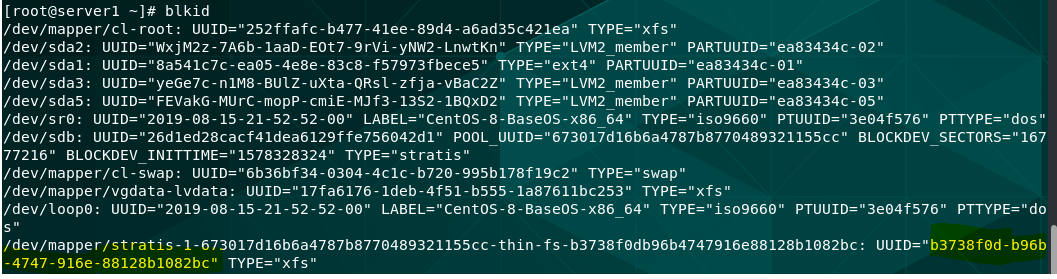 [root@server1 ~]# blkid
/dev/mapper/cl-root: UUID="252ffafc-b477-41ee-89d4-a6ad35c421ea" TYPE="xfs"
/dev/sda2: UUID="WxjM2z-7A6b-1aaD-EOt7-9rVi-yNW2-LnwtKn" TYPE="LVM2_member" PARTUUID="ea83434c-02"
/dev/sda1: UUID="8a541c7c-ea05-4e8e-83c8-f57973fbece5" TYPE="ext4" PARTUUID="ea83434c-01"
/dev/sda3: UUID="yeGe7c-n1M8-BUlZ-uXta-QRsl-zfja-vBaC2Z" TYPE="LVM2_member" PARTUUID="ea83434c-03"
/dev/sda5: UUID="FEVakG-MUrC-mopP-cmiE-MJf3-13S2-1BQxD2" TYPE="LVM2_member" PARTUUID="ea83434c-05"
/dev/sr0: UUID="2019-08-15-21-52-52-00" LABEL="CentOS-8-BaseOS-x86_64" TYPE="iso9660" PTUUID="3e04f576" PTTYPE="dos"
/dev/sdb: UUID="26d1ed28cacf41dea6129ffe756042d1" POOL_UUID="673017d16b6a4787b8770489321155cc" BLOCKDEV_SECTORS="167
77216" BLOCKDEV_INITTIME="1578328324" TYPE="stratis"
/dev/mapper/cl-swap: UUID="6b36bf34-0304-4c1c-b720-995b178f19c2" TYPE="swap"
/dev/mapper/vgdata-lvdata: UUID="17fa6176-1deb-4f51-b555-1a87611bc253" TYPE="xfs"
/dev/loop0: UUID="2019-08-15-21-52-52-00" LABEL="CentOS-8-BaseOS-x86_64" TYPE="iso9660" PTUUID="3e04f576" PTTYPE="do
s"
/dev/mapper/stratis-1-673017d16b6a4787b8770489321155cc-thin-fs-b3738f0db96b4747916e88128b1082bc: UUID="b3738f0d-b96b
-4747-916e-88128b1082bc" TYPE="xfs"